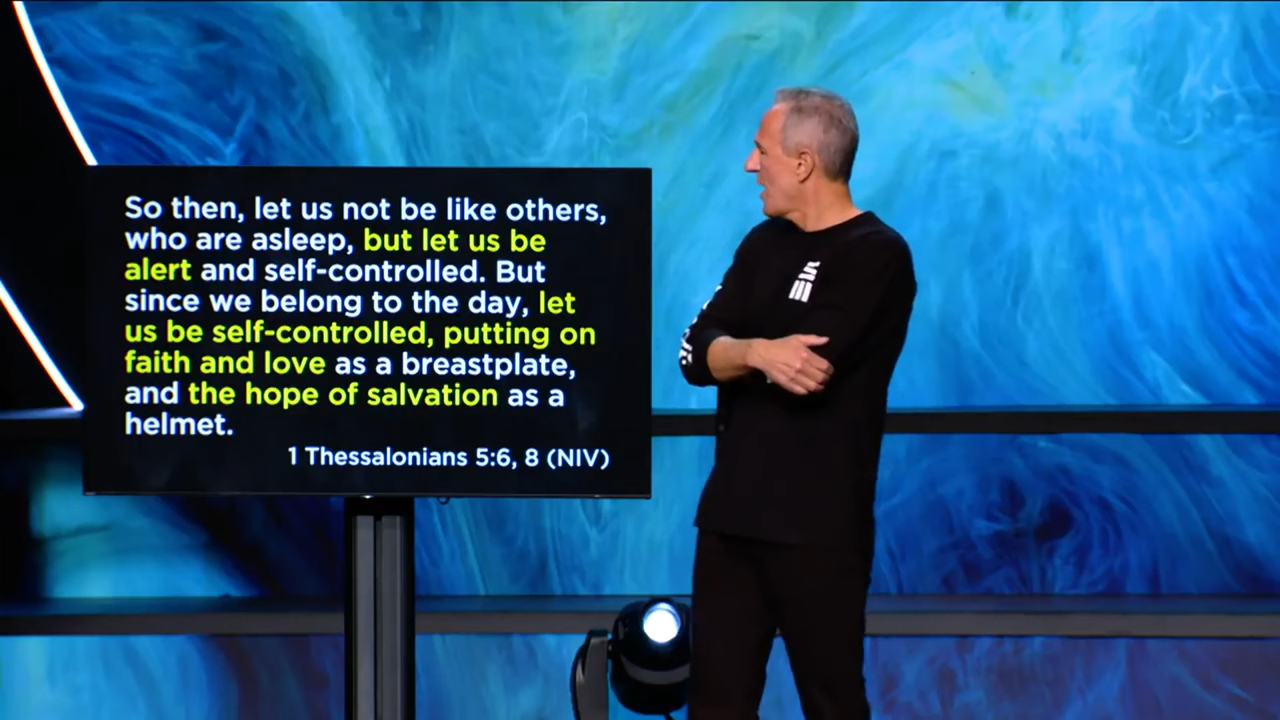 So then, let us not be like others,
who are asleep, but let us be
alert and self-controlled. But
since we belong to the day, let
us be self-controlled, putting on
faith and love as a breastplate,
and the hope of salvation as a
helmet.
1 Thessalonians 5:6, 8 (NIV)